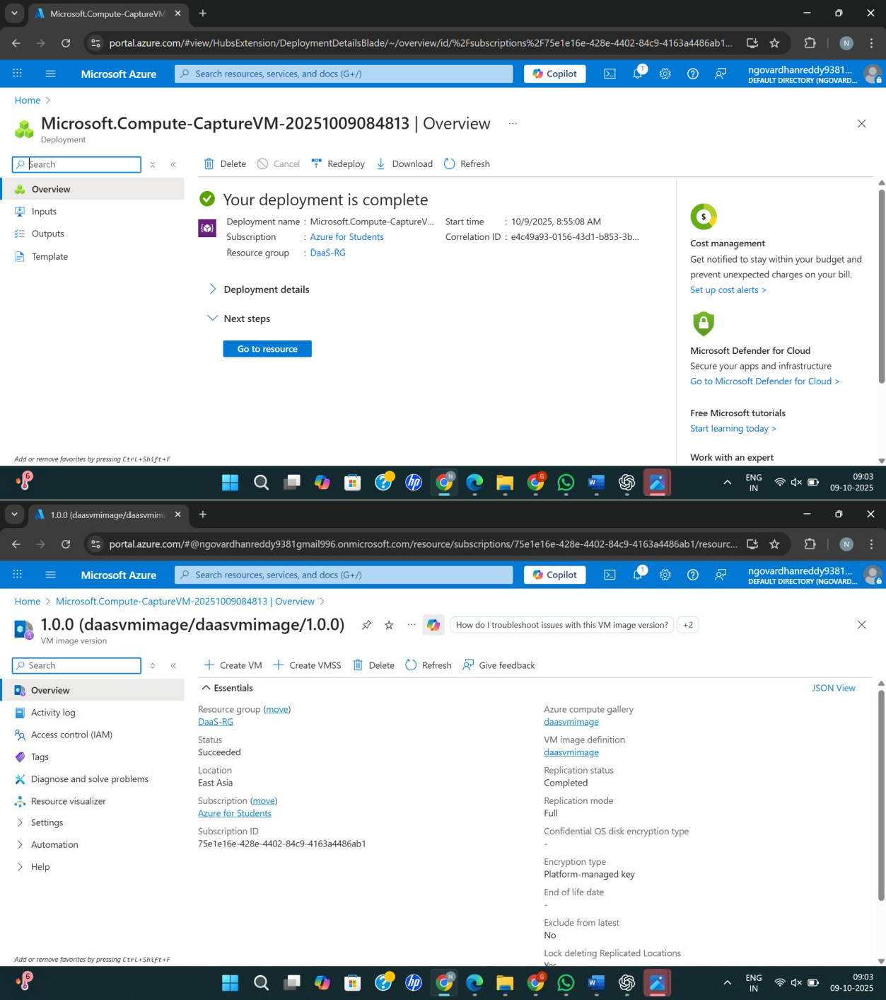 Microsoft.Compute-CaptureVM
portal.azure.com/#view/HubsExtension/DeploymentDetailsBlade/~/overview/id/%2Fsubscriptions%2F75e1e16e-428e-4402-84c9-4163a4486ab1...
N
Microsoft Azure
Search resources, services, and docs (G+/)
Copilot
1
ngovardhanreddy9381...
DEFAULT DIRECTORY (NGOVARD...
Home >
Microsoft.Compute-CaptureVM-20251009084813 | Overview ...
Deployment
Search
Delete Cancel Redeploy Download Refresh
Overview
Inputs
Outputs
Template
Your deployment is complete
Deployment name : Microsoft.Compute-CaptureV...
Subscription : Azure for Students
Resource group : DaaS-RG
Start time : 10/9/2025, 8:55:08 AM
Correlation ID : e4c49a93-0156-43d1-b853-3b...
Deployment details
Next steps
Go to resource
Cost management
Get notified to stay within your budget and
prevent unexpected charges on your bill.
Set up cost alerts >
Microsoft Defender for Cloud
Secure your apps and infrastructure
Go to Microsoft Defender for Cloud >
Free Microsoft tutorials
Start learning today >
Work with an expert
Add or remove favorites by pressing Ctrl+Shift+F
6
N
G
ENG
IN
09:03
09-10-2025
1.0.0 (daasvmimage/daasvmim
portal.azure.com/#@ngovardhanreddy9381gmail996.onmicrosoft.com/resource/subscriptions/75e1e16e-428e-4402-84c9-4163a4486ab1/resourc...
N
Microsoft Azure
Search resources, services, and docs (G+/)
Copilot
1
ngovardhanreddy9381...
DEFAULT DIRECTORY (NGOVARD...
Home > Microsoft.Compute-CaptureVM-20251009084813 | Overview >
1.0.0 (daasvmimage/daasvmimage/1.0.0) ...
VM image version
How do I troubleshoot issues with this VM image version?
+2
Search
Create VM Create VMSS Delete Refresh Give feedback
Overview
Activity log
Access control (IAM)
Tags
Diagnose and solve problems
Resource visualizer
Settings
Automation
Help
Essentials
JSON View
Resource group (move)
DaaS-RG
Status
Succeeded
Location
East Asia
Subscription (move)
Azure for Students
Subscription ID
75e1e16e-428e-4402-84c9-4163a4486ab1
Azure compute gallery
daasvmimage
VM image definition
daasvmimage
Replication status
Completed
Replication mode
Full
Confidential OS disk encryption type
-
Encryption type
Platform-managed key
End of life date
-
Exclude from latest
No
Lock deleting Replicated Locations
Yes
Add or remove favorites by pressing Ctrl+Shift+F
6
N
G
ENG
IN
09:03
09-10-2025